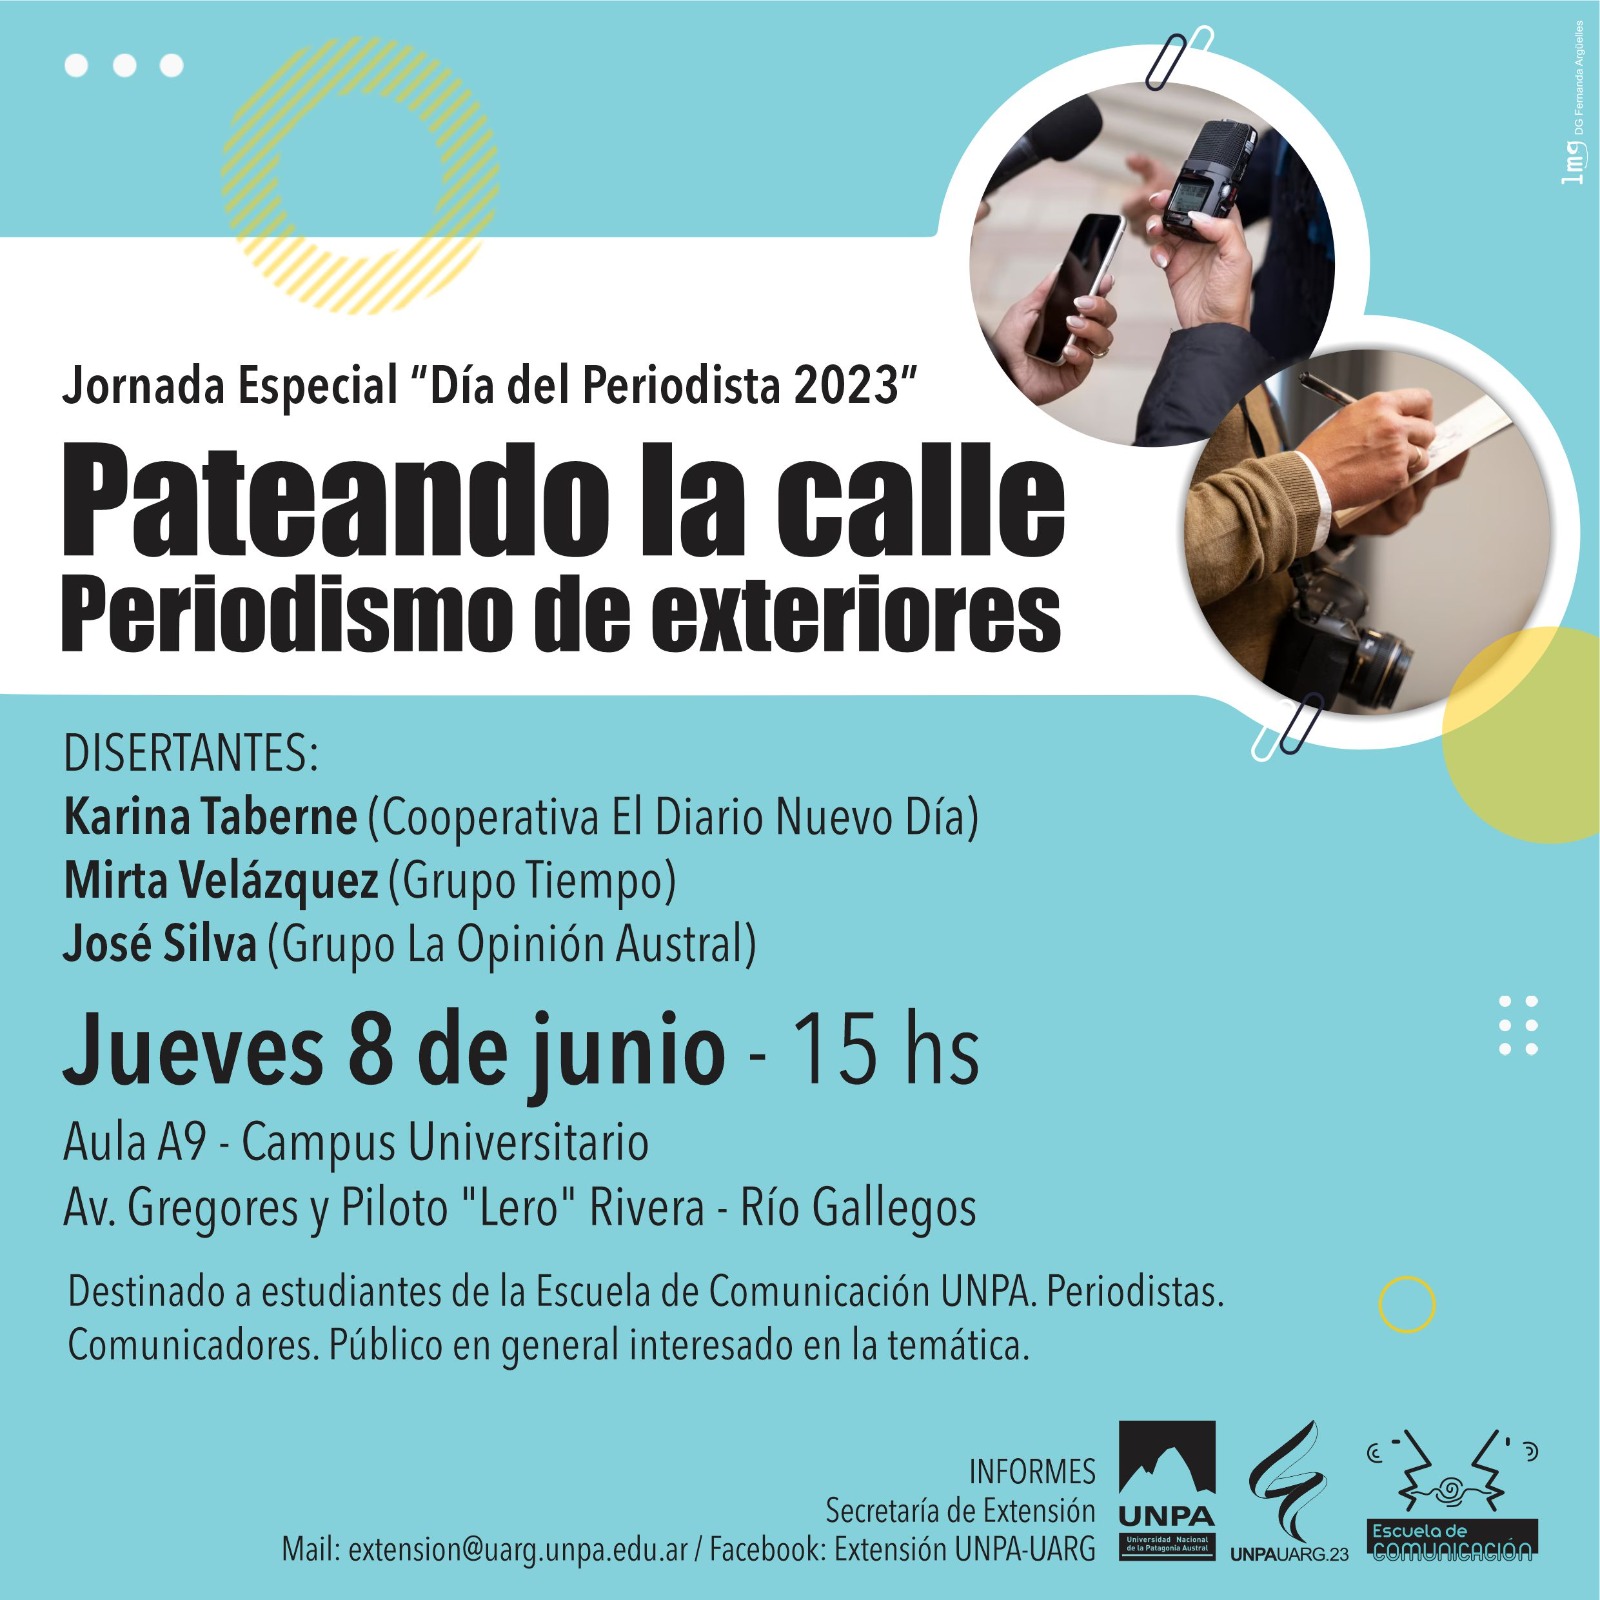 lmg DG Fernanda Argüelles
Jornada Especial “Día del Periodista 2023”
Pateando la calle
Periodismo de exteriores
DISERTANTES:
Karina Taberne (Cooperativa El Diario Nuevo Día)
Mirta Velázquez (Grupo Tiempo)
José Silva (Grupo La Opinión Austral)
Jueves 8 de junio - 15 hs
Aula A9 - Campus Universitario
Av. Gregores y Piloto "Lero" Rivera - Río Gallegos
Destinado a estudiantes de la Escuela de Comunicación UNPA. Periodistas.
Comunicadores. Público en general interesado en la temática.
INFORMES
Secretaría de Extensión
Mail: extension@uarg.unpa.edu.ar / Facebook: Extensión UNPA-UARG
UNPA
Universidad Nacional
de la Patagonia Austral
UNPAUARG.23
Escuela de
comunicación